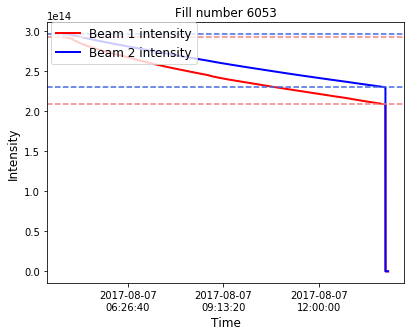 Fill number 6053
1e14
Beam 1 intensity
Beam 2 intensity
3.0
2.5
2.0
1.5
1.0
0.5
0.0
Intensity
2017-08-07
06:26:40
2017-08-07
09:13:20
2017-08-07
12:00:00
Time